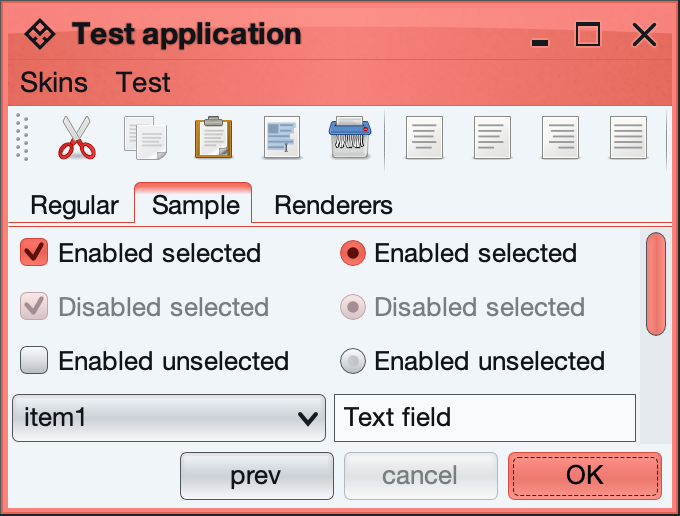 Test application
Skins Test
Regular Sample Renderers
Enabled selected Enabled selected
Disabled selected Disabled selected
Enabled unselected Enabled unselected
item1 Text field
prev cancel OK